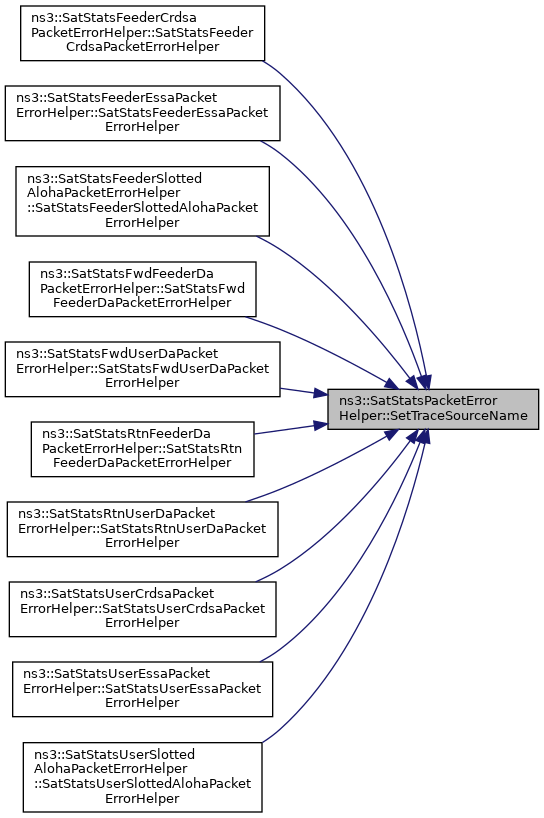 ns3::SatStatsFeederCrdsa
PacketErrorHelper::SatStatsFeeder
CrdsaPacketErrorHelper
ns3::SatStatsFeederEssaPacket
ErrorHelper::SatStatsFeederEssaPacket
ErrorHelper
ns3::SatStatsFeederSlotted
AlohaPacketErrorHelper
::SatStatsFeederSlottedAlohaPacket
ErrorHelper
ns3::SatStatsFwdFeederDa
PacketErrorHelper::SatStatsFwd
FeederDaPacketErrorHelper
ns3::SatStatsFwdUserDaPacket
ErrorHelper::SatStatsFwdUserDaPacket
ErrorHelper
ns3::SatStatsPacketError
Helper::SetTraceSourceName
ns3::SatStatsRtnFeederDa
PacketErrorHelper::SatStatsRtn
FeederDaPacketErrorHelper
ns3::SatStatsRtnUserDaPacket
ErrorHelper::SatStatsRtnUserDaPacket
ErrorHelper
ns3::SatStatsUserCrdsaPacket
ErrorHelper::SatStatsUserCrdsaPacket
ErrorHelper
ns3::SatStatsUserEssaPacket
ErrorHelper::SatStatsUserEssaPacket
ErrorHelper
ns3::SatStatsUserSlotted
AlohaPacketErrorHelper
::SatStatsUserSlottedAlohaPacket
ErrorHelper